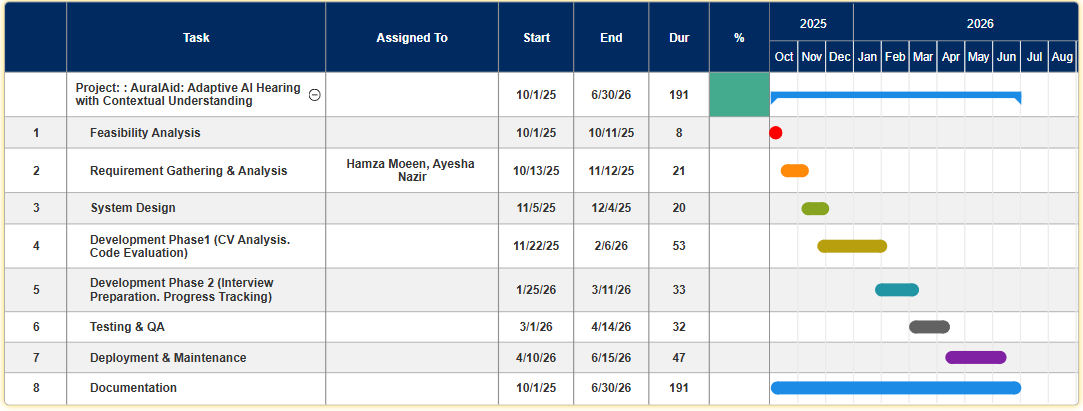 2025 2026
Task Assigned To Start End Dur %
Oct Nov Dec Jan Feb Mar Apr May Jun Jul Aug
Project: : AuralAid: Adaptive AI Hearing
with Contextual Understanding
10/1/25 6/30/26 191
1 Feasibility Analysis 10/1/25 10/11/25 8
2 Requirement Gathering & Analysis Hamza Moeen, Ayesha
Nazir
10/13/25 11/12/25 21
3 System Design 11/5/25 12/4/25 20
4 Development Phase1 (CV Analysis.
Code Evaluation)
11/22/25 2/6/26 53
5 Development Phase 2 (Interview
Preparation. Progress Tracking)
1/25/26 3/11/26 33
6 Testing & QA 3/1/26 4/14/26 32
7 Deployment & Maintenance 4/10/26 6/15/26 47
8 Documentation 10/1/25 6/30/26 191